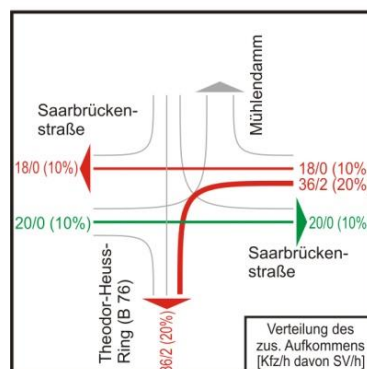 Mühlendamm
Saarbrücken-
straße
18/0 (10%)
18/0 (10%
36/2 (20%
20/0 (10%)
20/0 (10%
Saarbrücken-
straße
Theodor-Heuss-
Ring (B 76)
36/2 (20%)
Verteilung des
zus. Aufkommens
[Kfz/h davon SV/h]